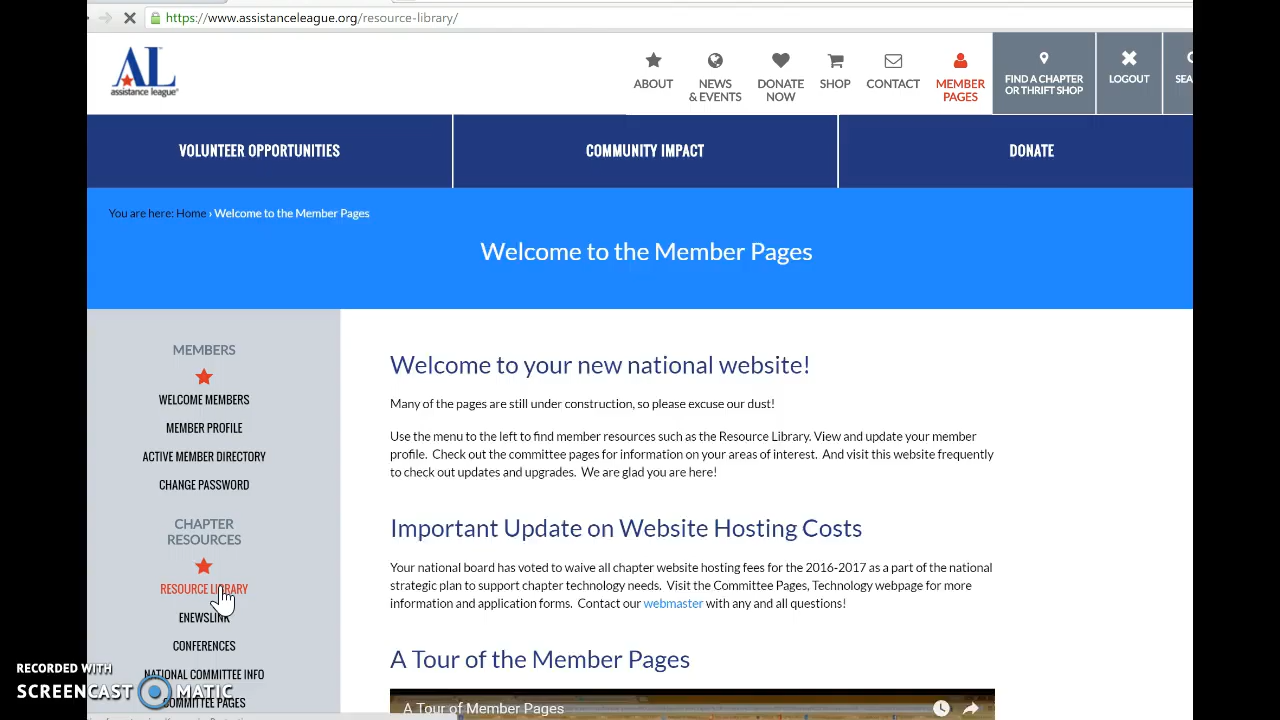 https://www.assistanceleague.org/resource-library/
AL
assistance league®
ABOUT
NEWS
& EVENTS
DONATE
NOW
SHOP
CONTACT
MEMBER
PAGES
FIND A CHAPTER
OR THRIFT SHOP
LOGOUT
SEA
VOLUNTEER OPPORTUNITIES
COMMUNITY IMPACT
DONATE
You are here: Home › Welcome to the Member Pages
Welcome to the Member Pages
MEMBERS
WELCOME MEMBERS
MEMBER PROFILE
ACTIVE MEMBER DIRECTORY
CHANGE PASSWORD
CHAPTER
RESOURCES
RESOURCE LIBRARY
ENEWSLINK
CONFERENCES
NATIONAL COMMITTEE INFO
COMMITTEE PAGES
Welcome to your new national website!
Many of the pages are still under construction, so please excuse our dust!
Use the menu to the left to find member resources such as the Resource Library. View and update your member
profile. Check out the committee pages for information on your areas of interest. And visit this website frequently
to check out updates and upgrades. We are glad you are here!
Important Update on Website Hosting Costs
Your national board has voted to waive all chapter website hosting fees for the 2016-2017 as a part of the national
strategic plan to support chapter technology needs. Visit the Committee Pages, Technology webpage for more
information and application forms. Contact our webmaster with any and all questions!
A Tour of the Member Pages
A Tour of Member Pages
RECORDED WITH
SCREENCAST MATIC